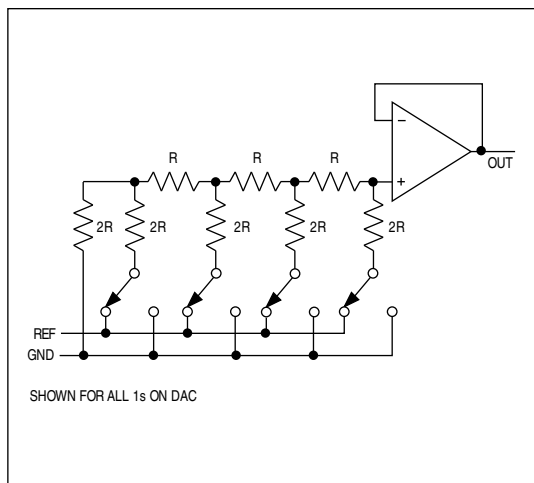 R R R
−
+
OUT
2R 2R 2R 2R 2R
REF
GND
SHOWN FOR ALL 1s ON DAC